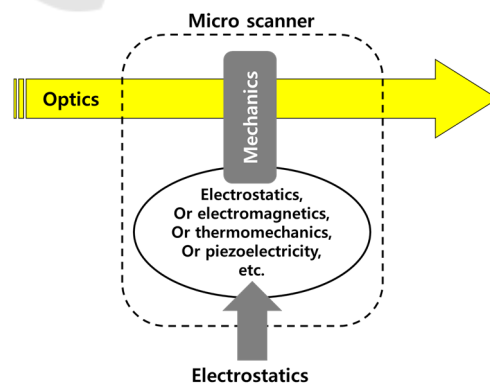 Micro scanner
Optics
Mechanics
Electrostatics,
Or electromagnetics,
Or thermomechanics,
Or piezoelectricity,
etc.
Electrostatics